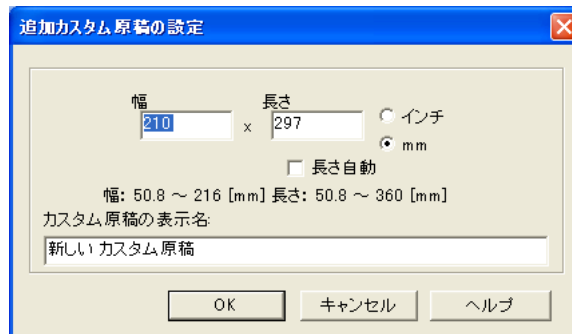 追加カスタム原稿の設定
幅 長さ
210 x 297
インチ
mm
長さ自動
幅: 50.8 ～ 216 [mm] 長さ: 50.8 ～ 360 [mm]
カスタム原稿の表示名:
新しい カスタム原稿
OK キャンセル ヘルプ